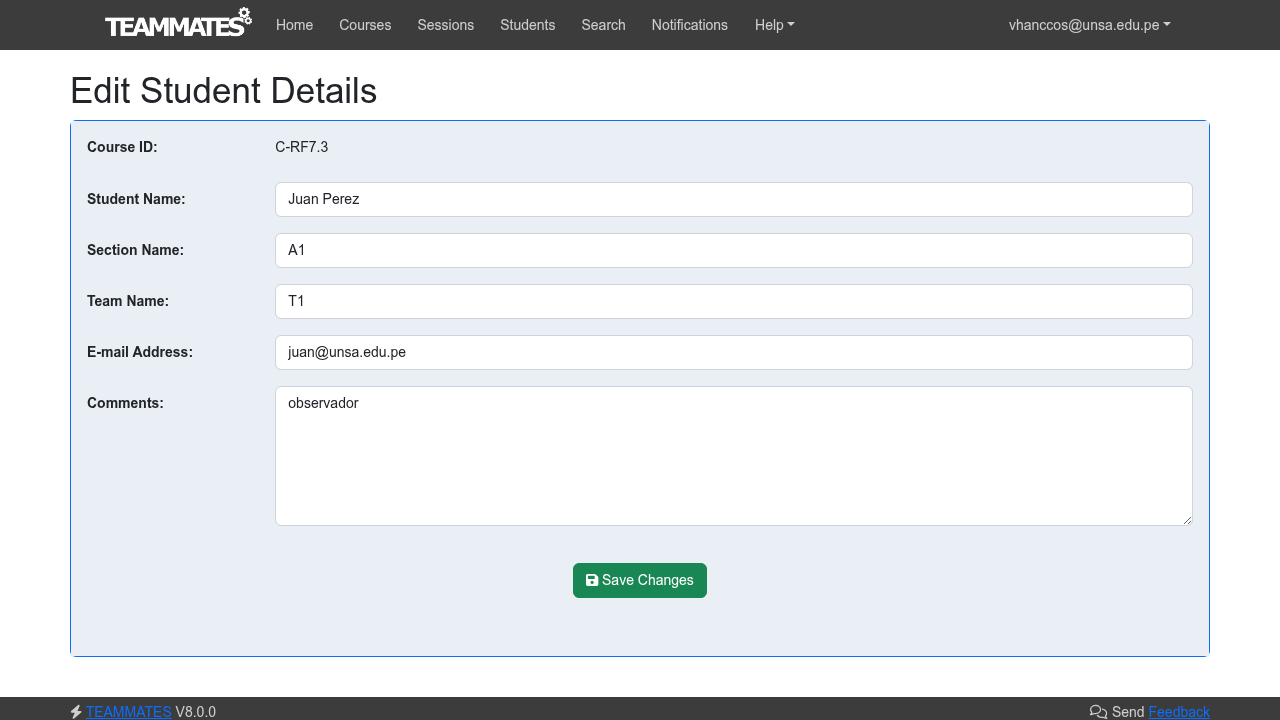 TEAMMATES Home Courses Sessions Students Search Notifications Help vhanccos@unsa.edu.pe
Edit Student Details
Course ID: C-RF7.3
Student Name: Juan Perez
Section Name: A1
Team Name: T1
E-mail Address: juan@unsa.edu.pe
Comments: observador
Save Changes
TEAMMATES V8.0.0 Send Feedback